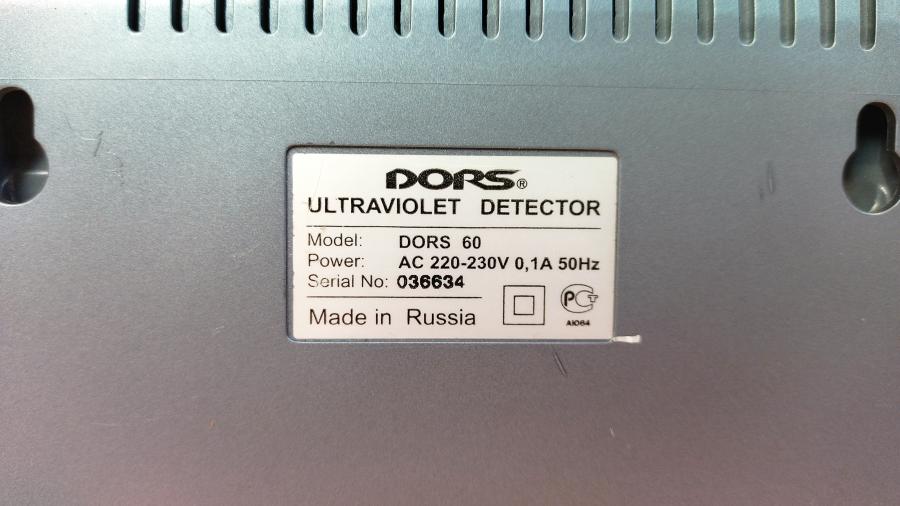 DORS®
ULTRAVIOLET DETECTOR
Model: DORS 60
Power: AC 220-230V 0,1A 50Hz
Serial No: 036634
Made in Russia
РСТ
АЮ64